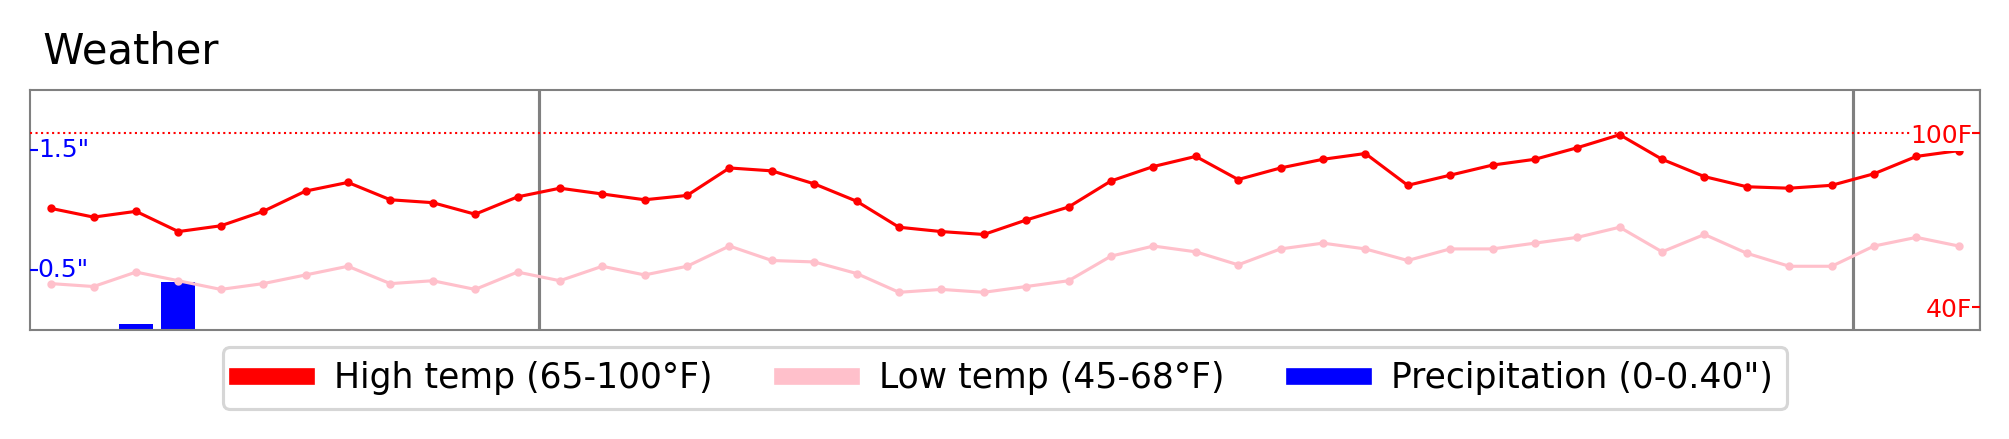 Weather
1.5"
100F
0.5"
40F
High temp (65-100°F) Low temp (45-68°F) Precipitation (0-0.40")